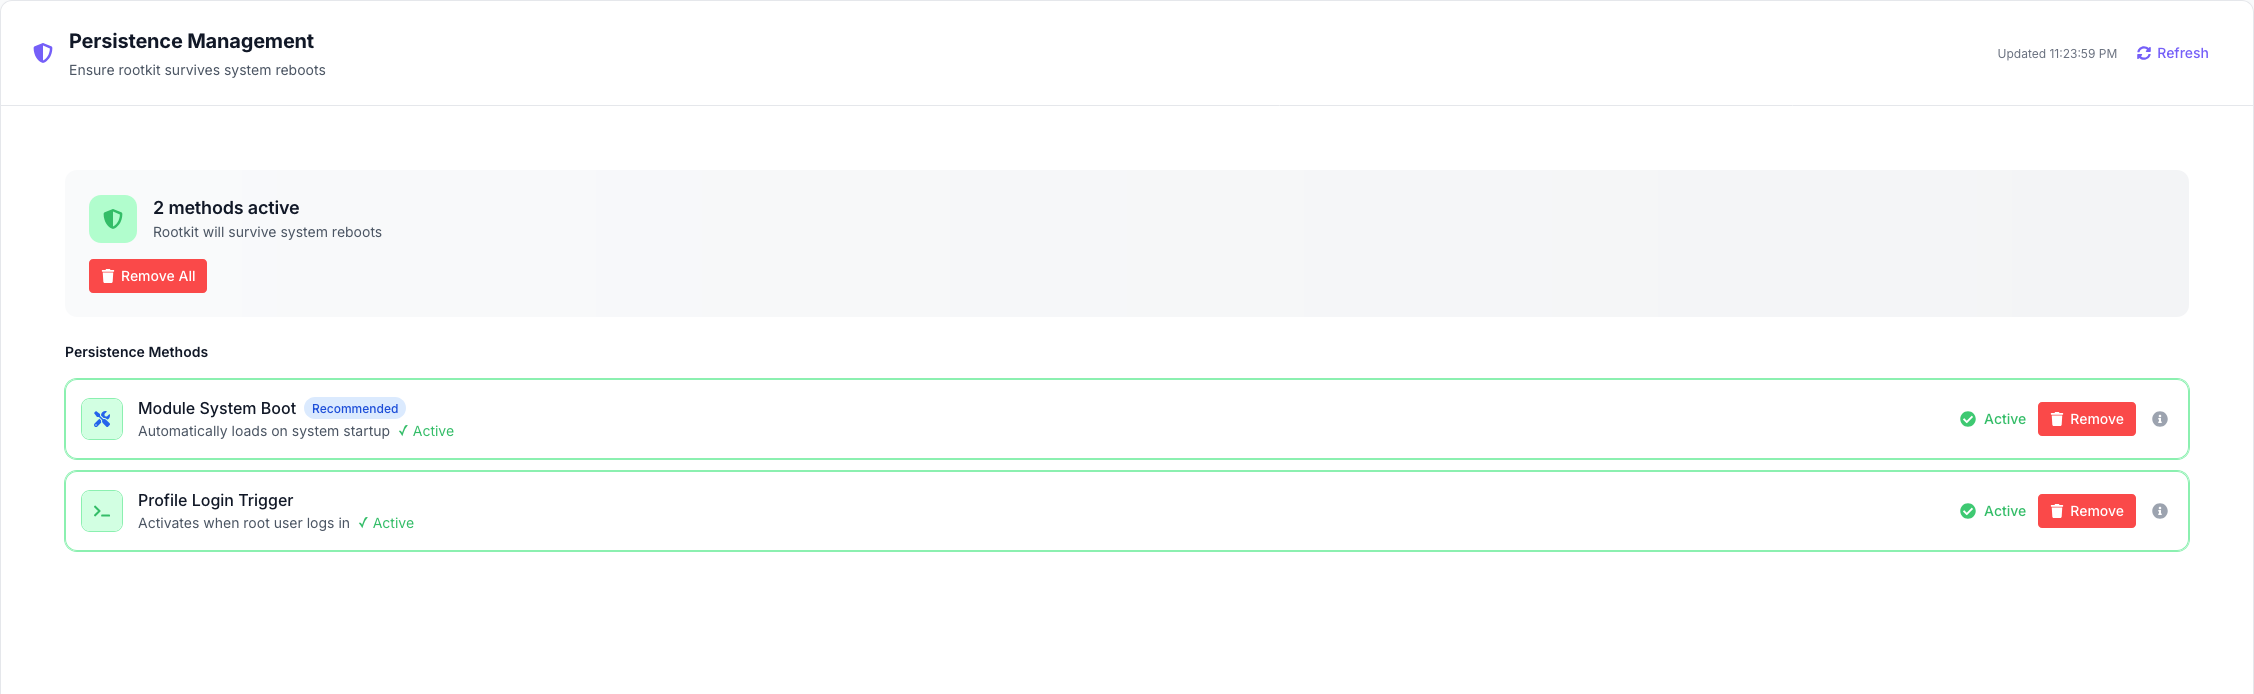 Persistence Management
Ensure rootkit survives system reboots
Updated 11:23:59 PM
Refresh
2 methods active
Rootkit will survive system reboots
Remove All
Persistence Methods
Module System Boot Recommended
Automatically loads on system startup ✓ Active
Active
Remove
Profile Login Trigger
Activates when root user logs in ✓ Active
Active
Remove